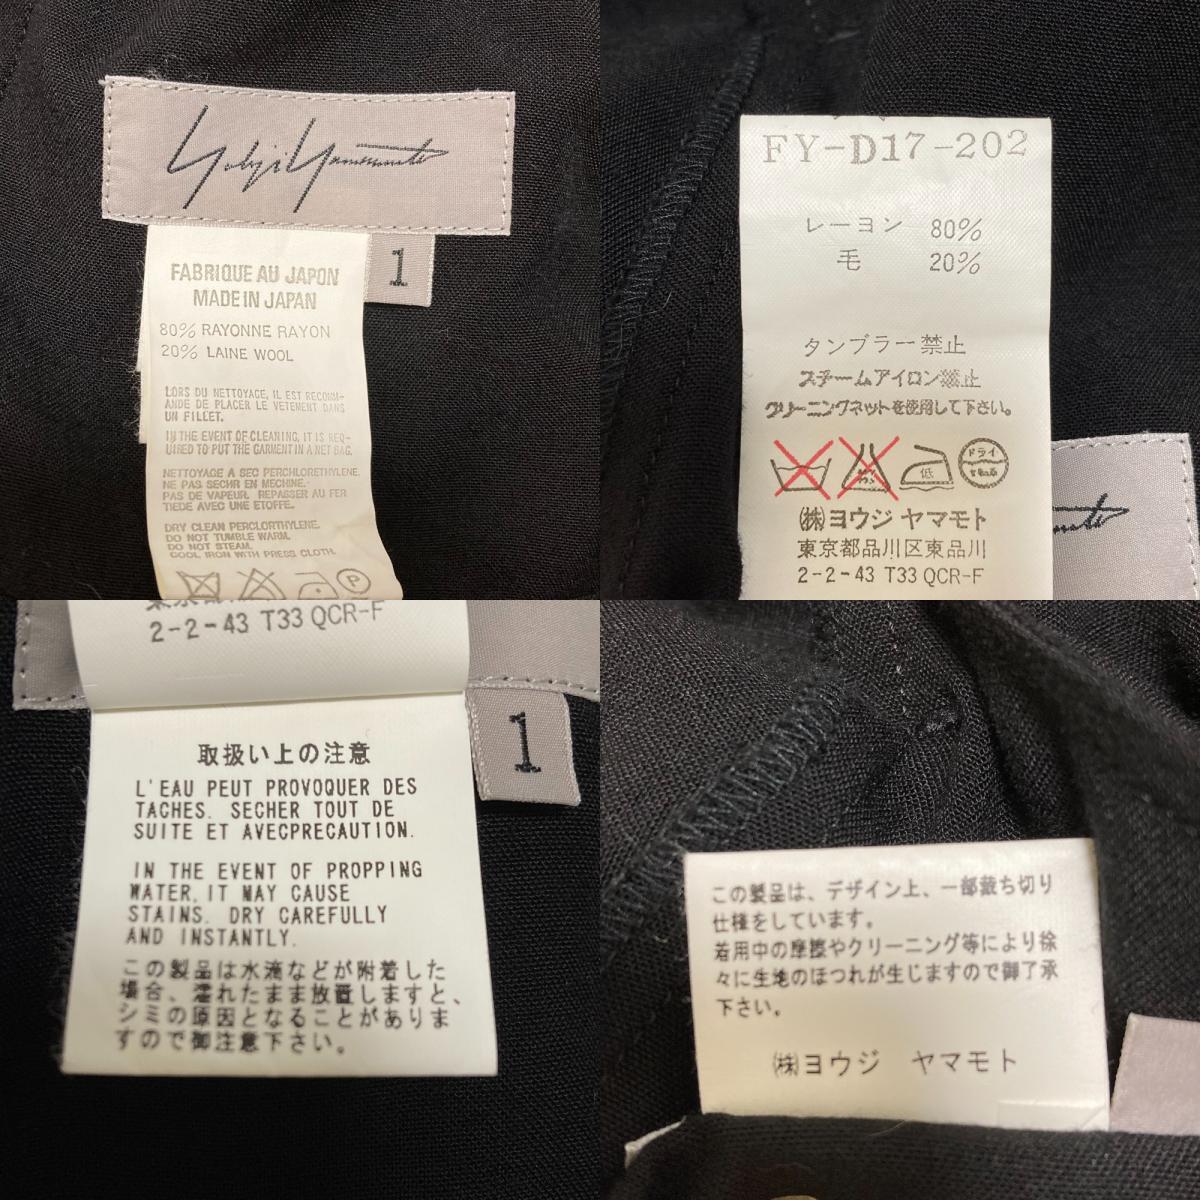 Yohji Yamamoto
1
FABRIQUE AU JAPON
MADE IN JAPAN
80% RAYONNE RAYON
20% LAINE WOOL
LORS DU NETTOYAGE, IL EST RECOMM-
ANDE DE PLACER LE VETEMENT DANS
UN FILLET.
IN THE EVENT OF CLEANING, IT IS REQ-
UIRED TO PUT THE GARMENT IN A NET BAG.
NETTOYAGE A SEC PERCHLORETHYLENE.
NE PAS SECHR EN MECHINE.
PAS DE VAPEUR. REPASSER AU FER
TIEDE AVEC UNE ETOFFE.
DRY CLEAN PERCLORTHYLENE.
DO NOT TUMBLE WARM.
DO NOT STEAM.
COOL IRON WITH PRESS CLOTH.
P
FY-D17-202
レーヨン 80%
毛 20%
タンブラー禁止
スチームアイロン禁止
クリーニングネットを使用して下さい。
低
ドライ
㈱ヨウジ ヤマモト
東京都品川区東品川
2-2-43 T33 QCR-F
2-2-43 T33 QCR-F
1
取扱い上の注意
L'EAU PEUT PROVOQUER DES
TACHES. SECHER TOUT DE
SUITE ET AVECPRECAUTION.
IN THE EVENT OF PROPPING
WATER, IT MAY CAUSE
STAINS. DRY CAREFULLY
AND INSTANTLY.
この製品は水滴などが附着した
場合、濡れたまま放置しますと、
シミの原因となることがありま
すので御注意下さい。
この製品は、デザイン上、一部裁ち切り
仕様をしています。
着用中の摩擦やクリーニング等により徐
々に生地のほつれが生じますので御了承
下さい。
㈱ヨウジ ヤマモト